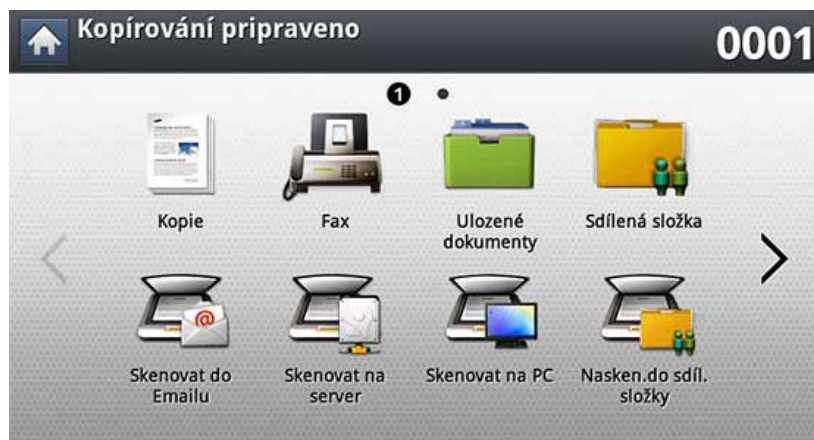 Kopírování pripraveno
0001
1
Kopie
Fax
Ulozené
dokumenty
Sdílená složka
@
Skenovat do
Emailu
Skenovat na
server
Skenovat na PC
Nasken.do sdíl.
složky